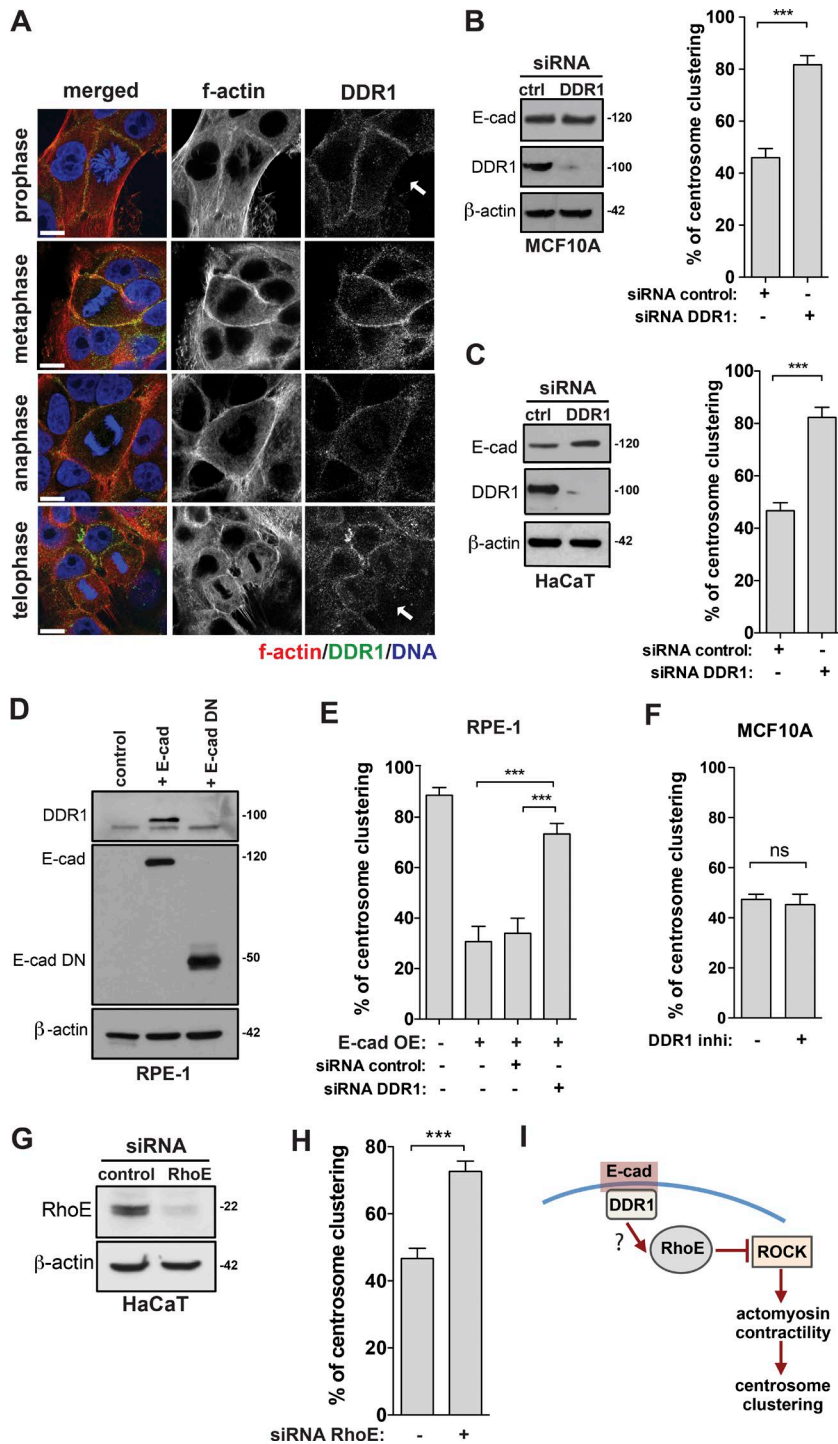 A
merged
f-actin
DDR1
prophase
metaphase
anaphase
telophase
f-actin/DDR1/DNA
B
siRNA
ctrl DDR1
E-cad
-120
DDR1
-100
β-actin
-42
MCF10A
% of centrosome clustering
100
80
60
40
20
0
***
siRNA control: + -
siRNA DDR1: - +
C
siRNA
ctrl DDR1
E-cad
-120
DDR1
-100
β-actin
-42
HaCaT
% of centrosome clustering
100
80
60
40
20
0
***
siRNA control: + -
siRNA DDR1: - +
D
control
+ E-cad
+ E-cad DN
DDR1
-100
E-cad
-120
E-cad DN
-50
β-actin
-42
RPE-1
E
RPE-1
% of centrosome clustering
100
80
60
40
20
0
***
***
E-cad OE: - + + +
siRNA control: - - + -
siRNA DDR1: - - - +
F
MCF10A
% of centrosome clustering
100
80
60
40
20
0
ns
DDR1 inhi: - +
G
siRNA
control RhoE
RhoE
-22
β-actin
-42
HaCaT
H
% of centrosome clustering
80
60
40
20
0
***
siRNA RhoE: - +
I
E-cad
DDR1
?
RhoE
ROCK
actomyosin
contractility
centrosome
clustering